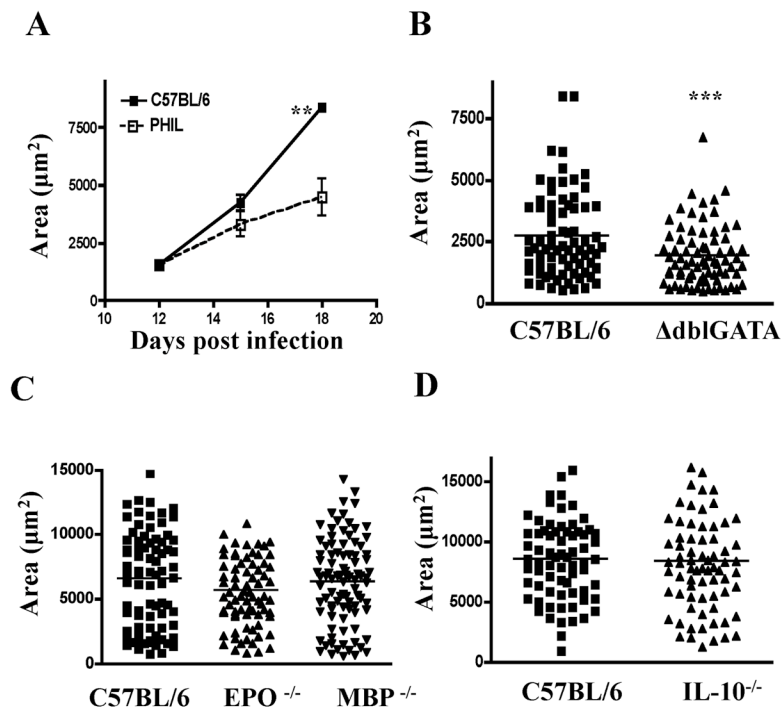 A
C57BL/6
PHIL
**
7500
5000
2500
0
10 12 14 16 18 20
Area (µm²)
Days post infection
B
***
7500
5000
2500
0
Area (µm²)
C57BL/6 ΔdblGATA
C
15000
10000
5000
0
Area (µm²)
C57BL/6 EPO -/- MBP -/-
D
15000
10000
5000
0
Area (µm²)
C57BL/6 IL-10-/-